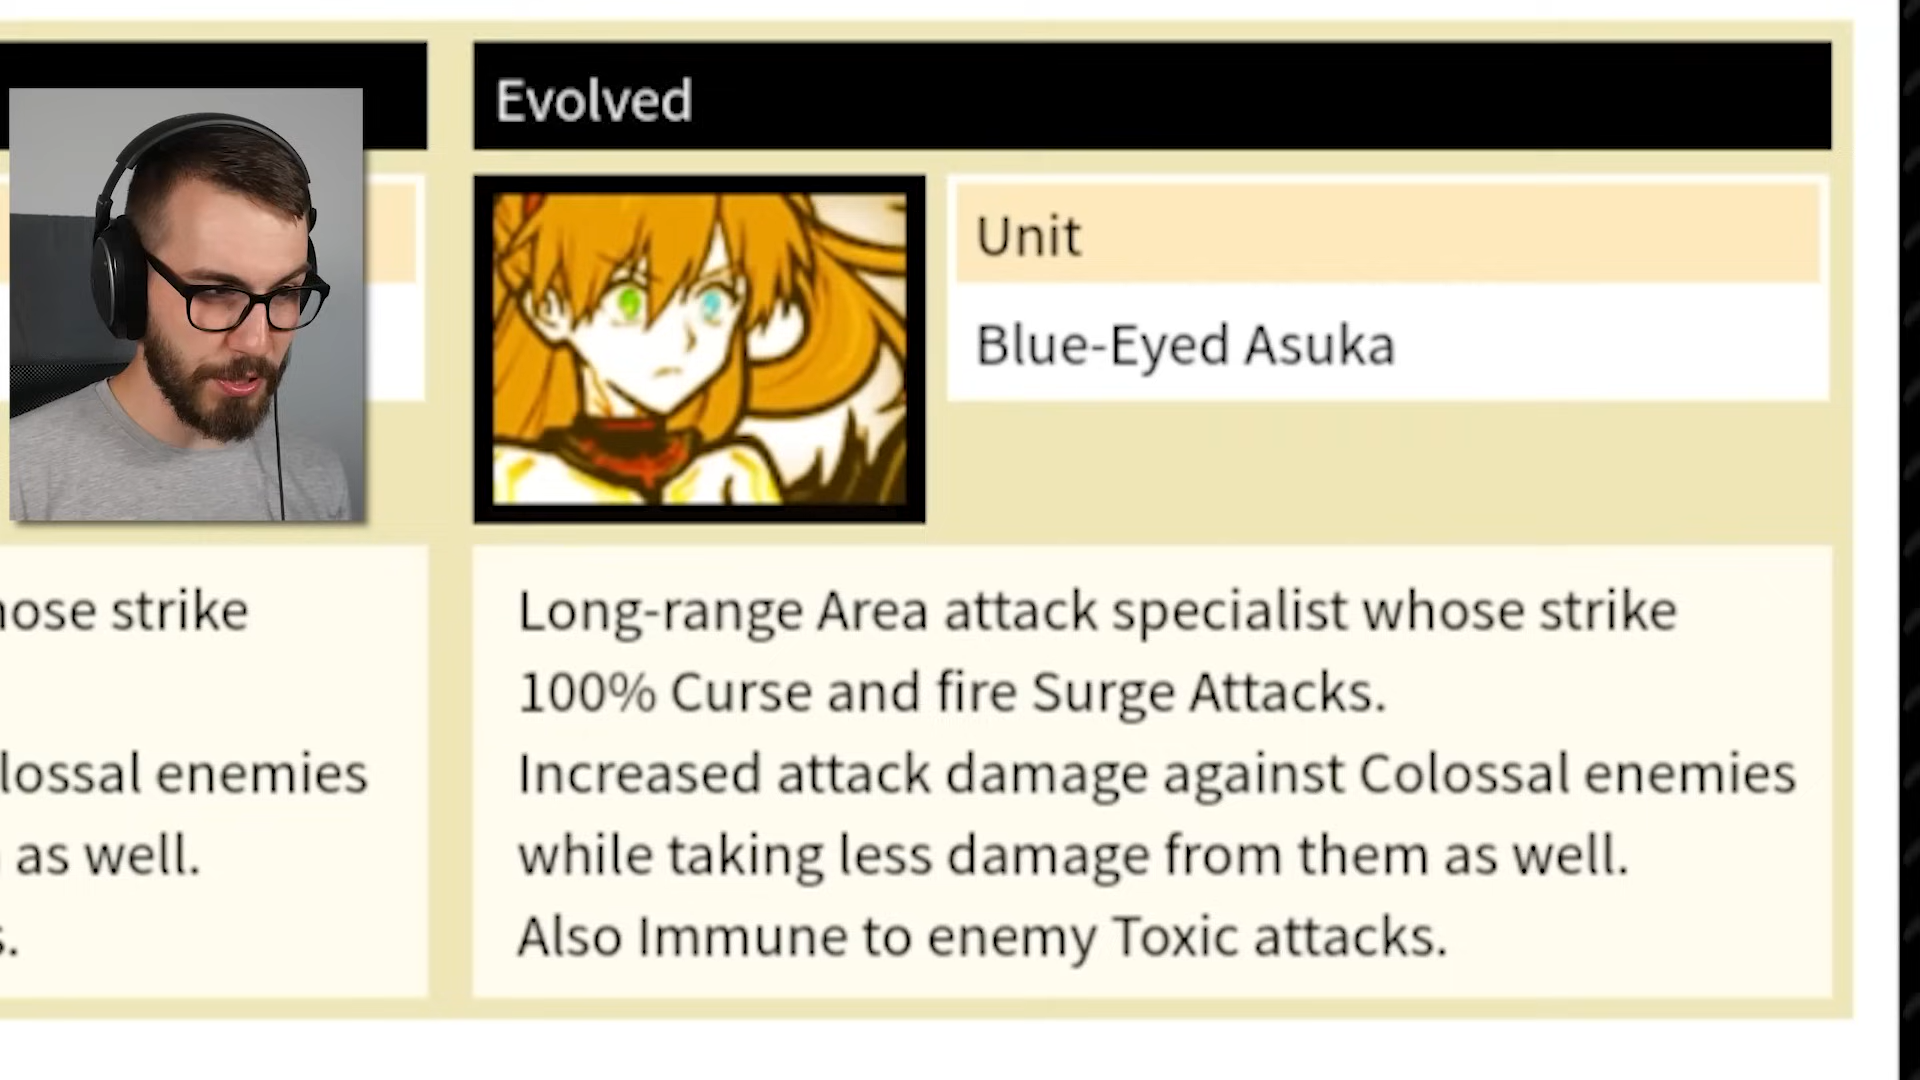 Evolved
Unit
Blue-Eyed Asuka
strike
Long-range Area attack specialist whose strike
100% Curse and fire Surge Attacks.
enemies
Increased attack damage against Colossal enemies
as well.
while taking less damage from them as well.
Also Immune to enemy Toxic attacks.